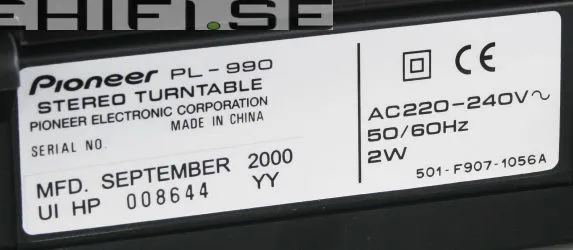 EHIFI.SE
Pioneer PL-990
STEREO TURNTABLE
PIONEER ELECTRONIC CORPORATION
MADE IN CHINA
SERIAL NO.
MFD. SEPTEMBER 2000
UI HP 008644 YY
CE
AC220-240V~
50/60Hz
2W
501-F907-1056A